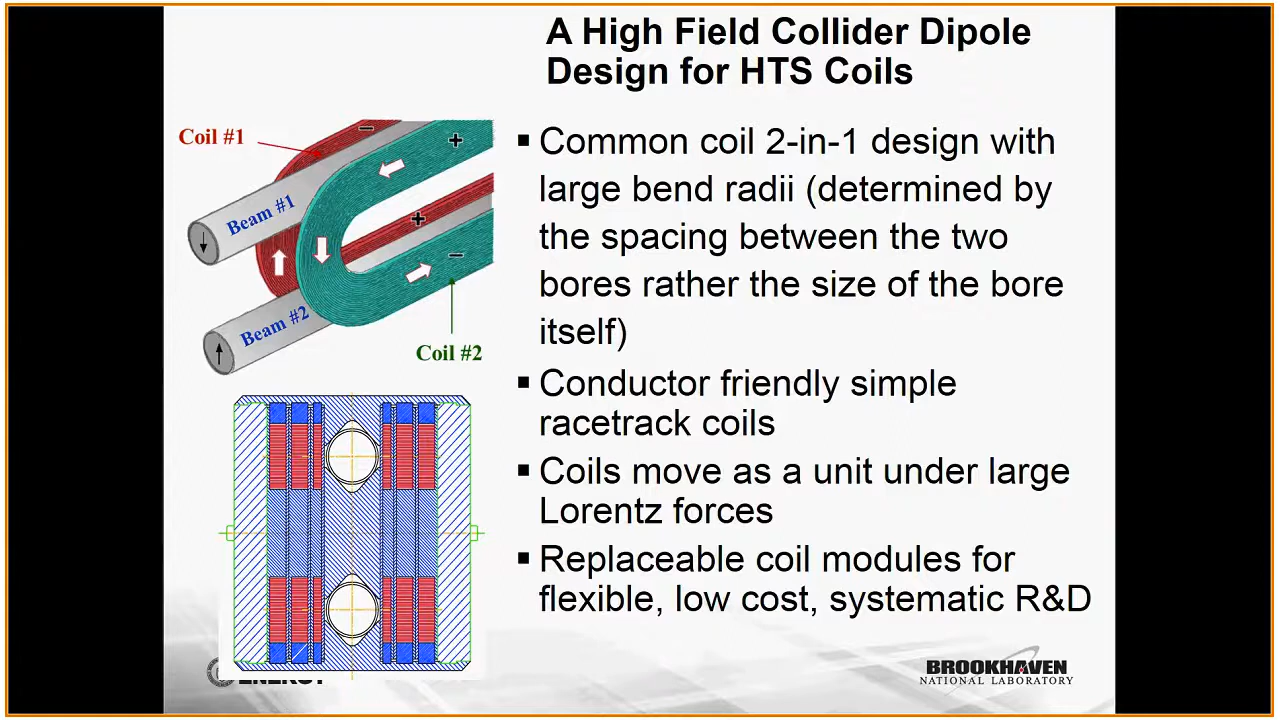 A High Field Collider Dipole
Design for HTS Coils
Coil #1
Beam #1
Beam #2
Coil #2
− + + −
▪ Common coil 2-in-1 design with
large bend radii (determined by
the spacing between the two
bores rather the size of the bore
itself)
▪ Conductor friendly simple
racetrack coils
▪ Coils move as a unit under large
Lorentz forces
▪ Replaceable coil modules for
flexible, low cost, systematic R&D
ENERGY
BROOKHAVEN
NATIONAL LABORATORY